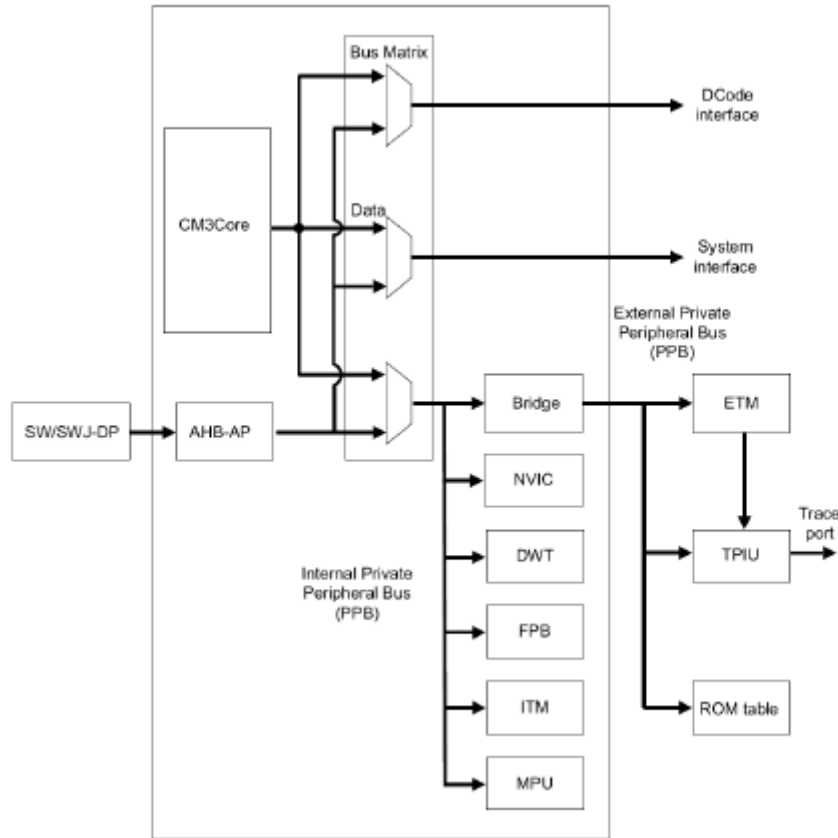 Bus Matrix
DCode
interface
CM3Core
Data
System
interface
External Private
Peripheral Bus
(PPB)
SW/SWJ-DP
AHB-AP
Bridge
ETM
NVIC
Trace
port
DWT
TPIU
Internal Private
Peripheral Bus
(PPB)
FPB
ITM
ROM table
MPU